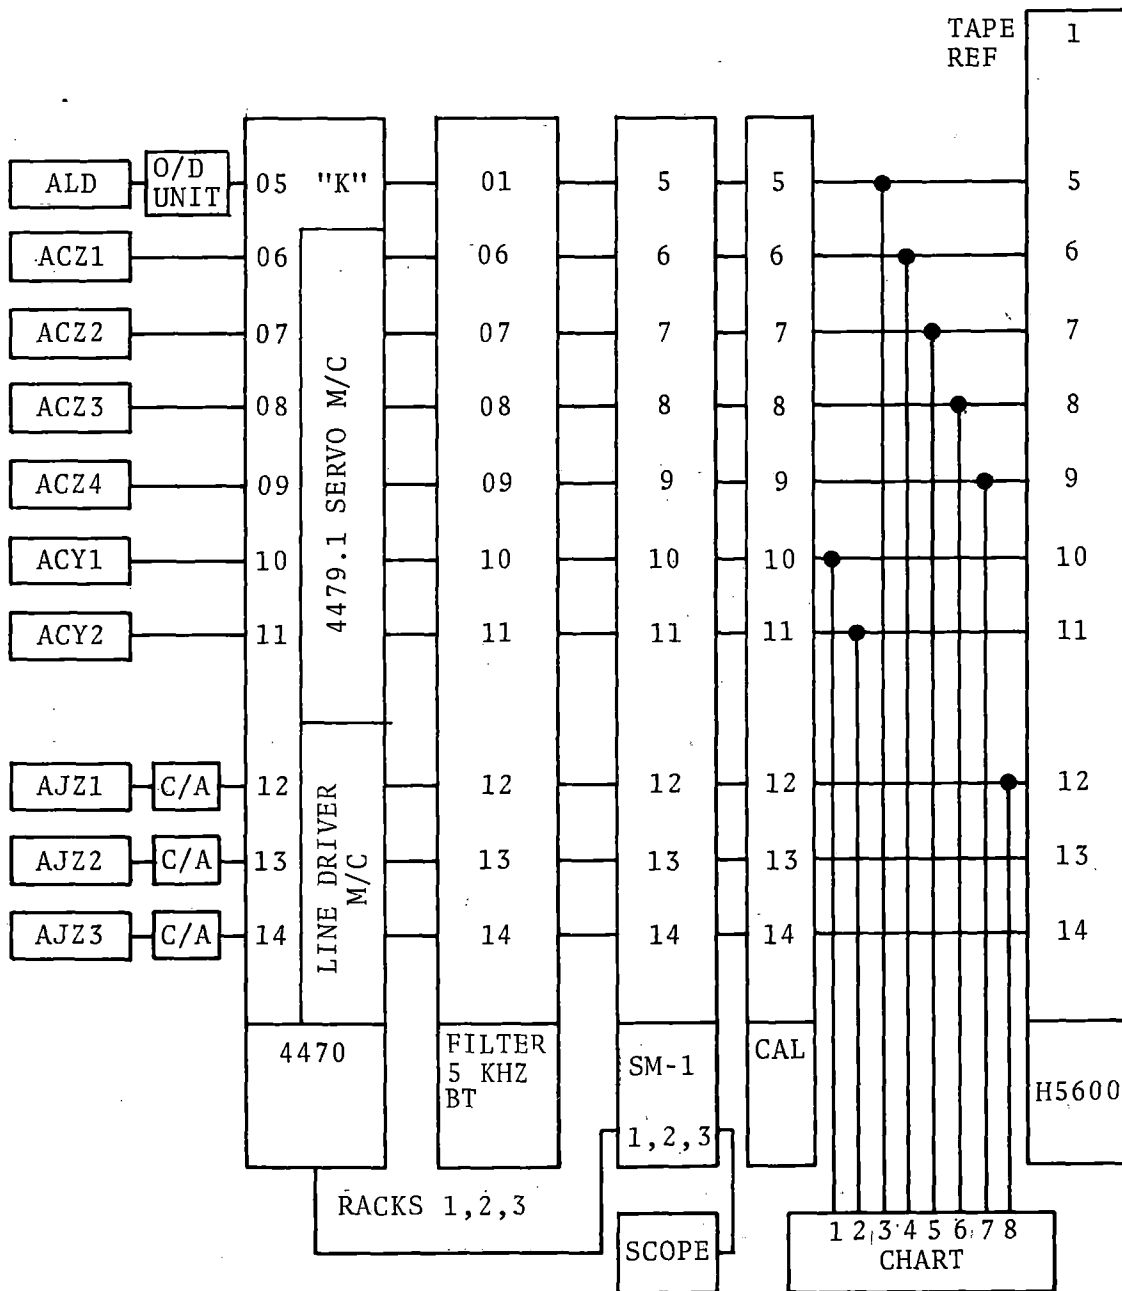 TAPE
REF
1
ALD
O/D
UNIT
05 "K" 01 5 5 5
ACZ1 06 06 6 6 6
ACZ2 07 07 7 7 7
ACZ3 08 08 8 8 8
ACZ4 09 09 9 9 9
ACY1 10 10 10 10 10
ACY2 11 11 11 11 11
4479.1 SERVO M/C
AJZ1 C/A 12 12 12 12 12
AJZ2 C/A 13 13 13 13 13
AJZ3 C/A 14 14 14 14 14
LINE DRIVER
M/C
4470
FILTER
5 KHZ
BT
SM-1
1,2,3
CAL
H5600
RACKS 1,2,3
SCOPE
1 2 3 4 5 6 7 8
CHART